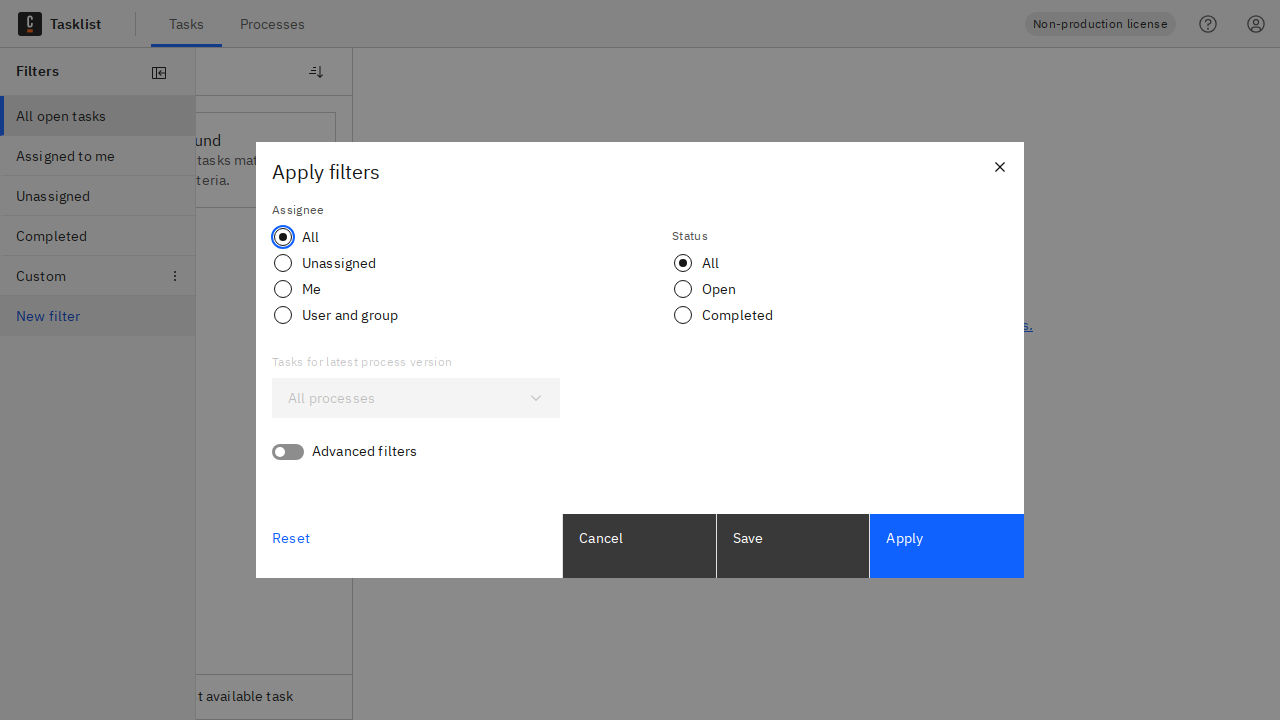 Tasklist
Tasks
Processes
Non-production license
Filters
All open tasks
Assigned to me
Unassigned
Completed
Custom
New filter
und
tasks mat
teria.
s.
t available task
Apply filters
Assignee
All
Unassigned
Me
User and group
Status
All
Open
Completed
Tasks for latest process version
All processes
Advanced filters
Reset
Cancel
Save
Apply